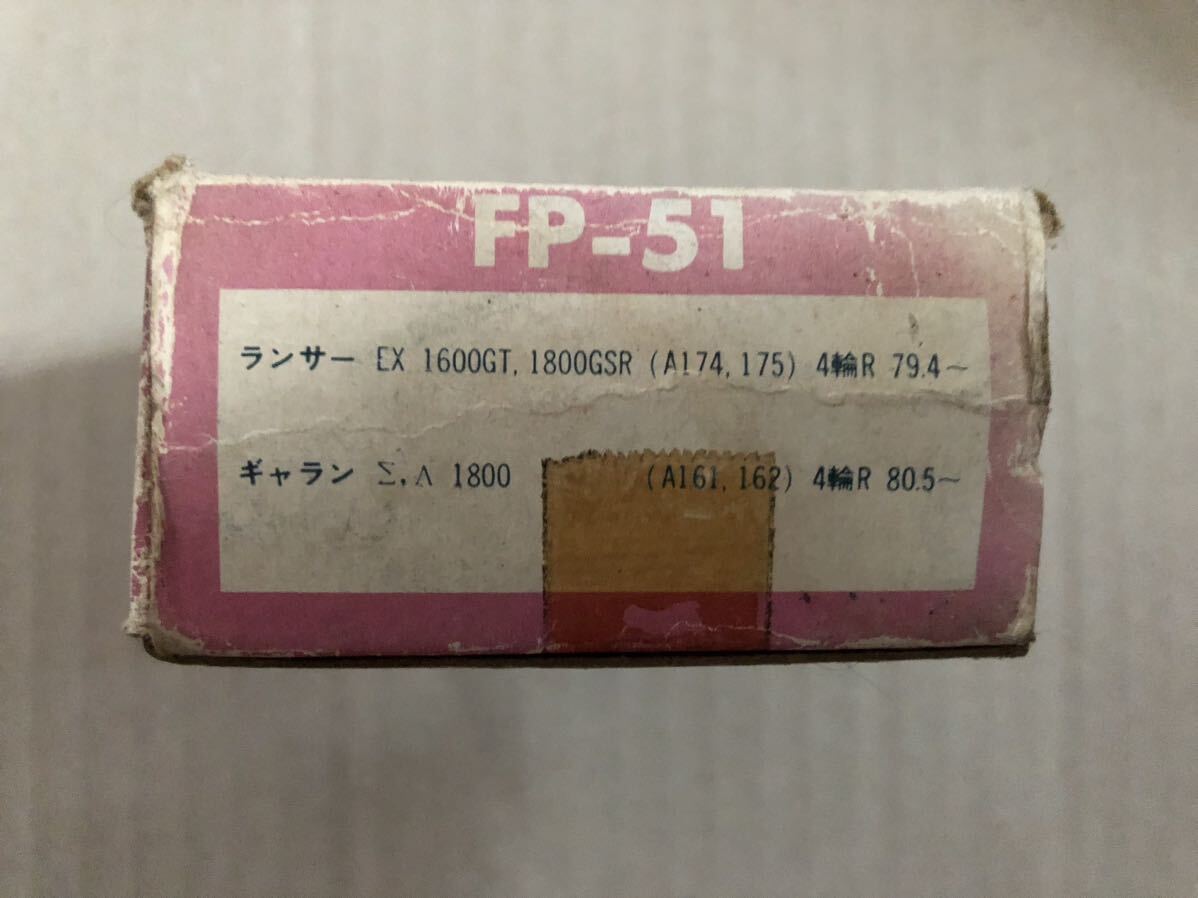 FP-51
ランサー EX 1600GT, 1800GSR (A174, 175) 4輪R 79.4～
ギャラン Σ, Λ 1800 (A161, 162) 4輪R 80.5～